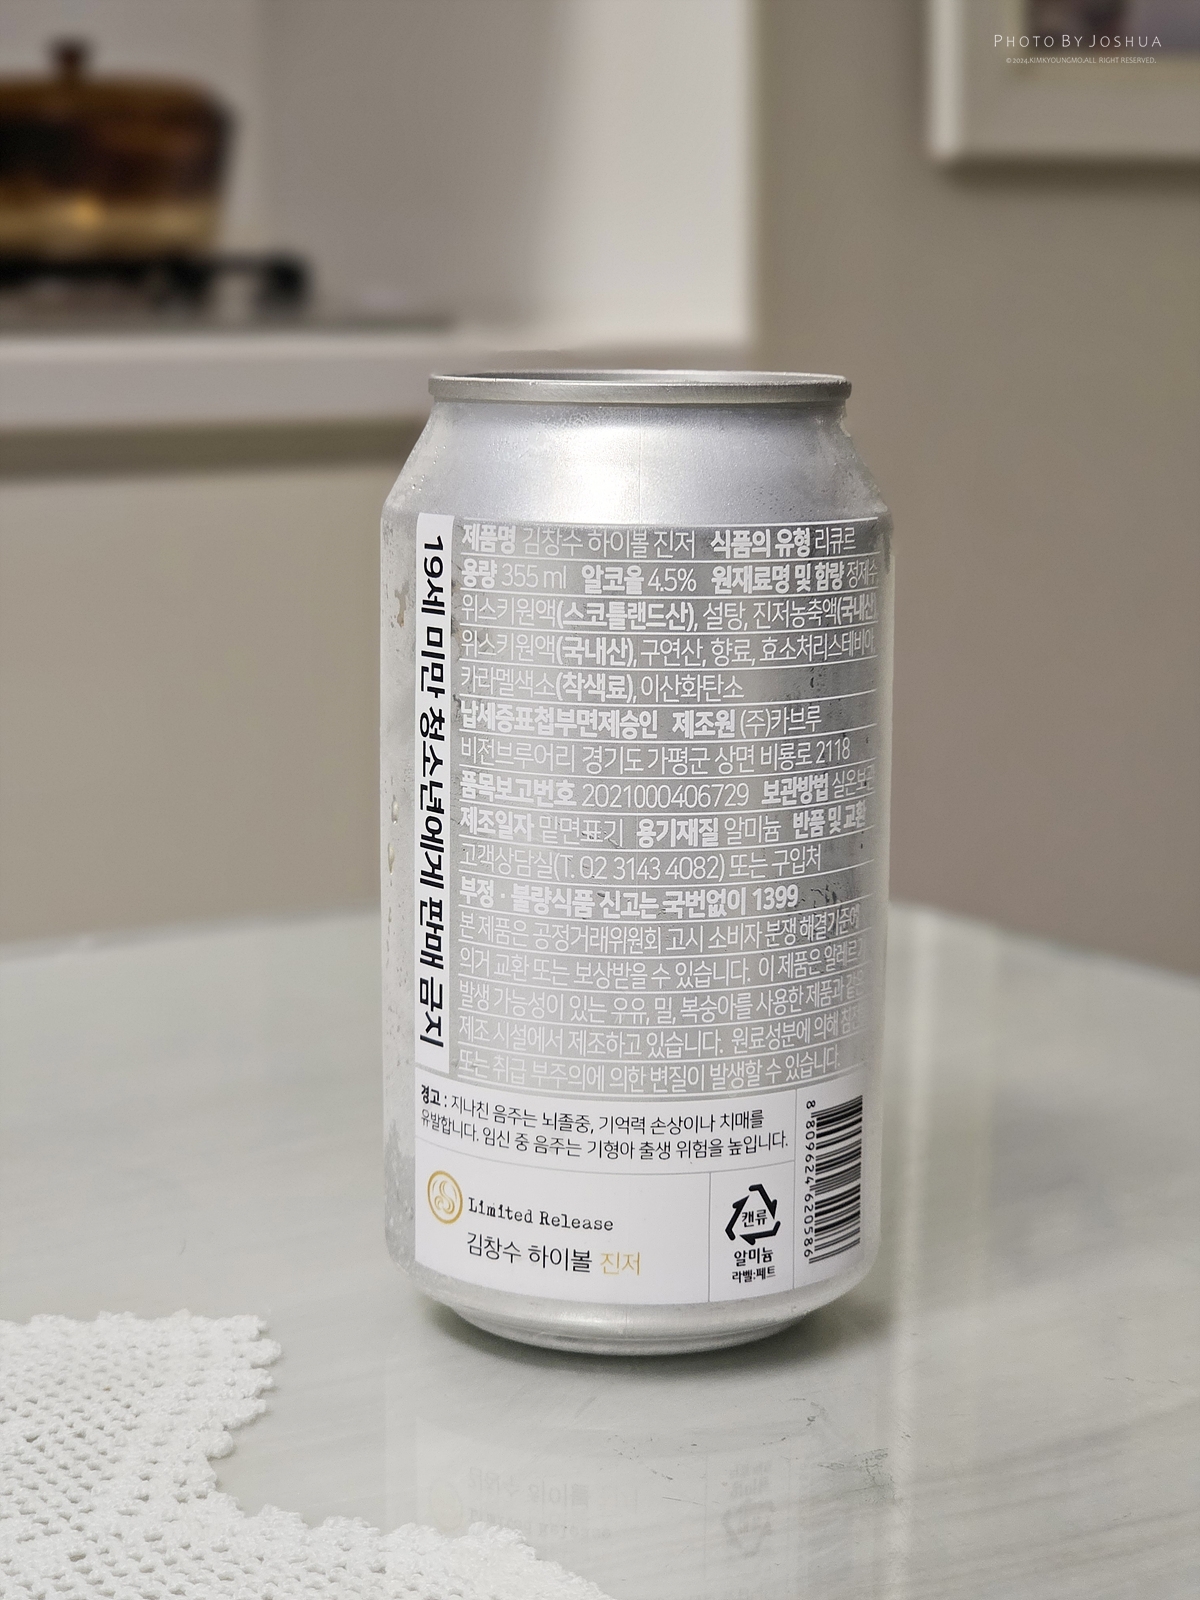 PHOTO BY JOSHUA
©2024.KIMKYOUNGMO.ALL RIGHT RESERVED.
19세 미만 청소년에게 판매 금지
제품명 김창수 하이볼 진저 식품의 유형 리큐르
용량 355 ml 알코올 4.5% 원재료명 및 함량 정제수,
위스키원액(스코틀랜드산), 설탕, 진저농축액(국내산)
위스키원액(국내산), 구연산, 향료, 효소처리스테비아,
카라멜색소(착색료), 이산화탄소
납세증표첩부면제승인 제조원 (주)카브루
비전브루어리 경기도 가평군 상면 비룡로 2118
품목보고번호 2021000406729 보관방법 실온보관
제조일자 밑면표기 용기재질 알미늄 반품 및 교환
고객상담실(T. 02 3143 4082) 또는 구입처
부정·불량식품 신고는 국번없이 1399
본 제품은 공정거래위원회 고시 소비자 분쟁 해결기준에
의거 교환 또는 보상받을 수 있습니다. 이 제품은 알레르기
발생 가능성이 있는 우유, 밀, 복숭아를 사용한 제품과 같은
제조 시설에서 제조하고 있습니다. 원료성분에 의해 침전물
또는 취급 부주의에 의한 변질이 발생할 수 있습니다.
경고 : 지나친 음주는 뇌졸중, 기억력 손상이나 치매를
유발합니다. 임신 중 음주는 기형아 출생 위험을 높입니다.
8 809624 620586
Limited Release
김창수 하이볼 진저
캔류
알미늄
라벨:페트